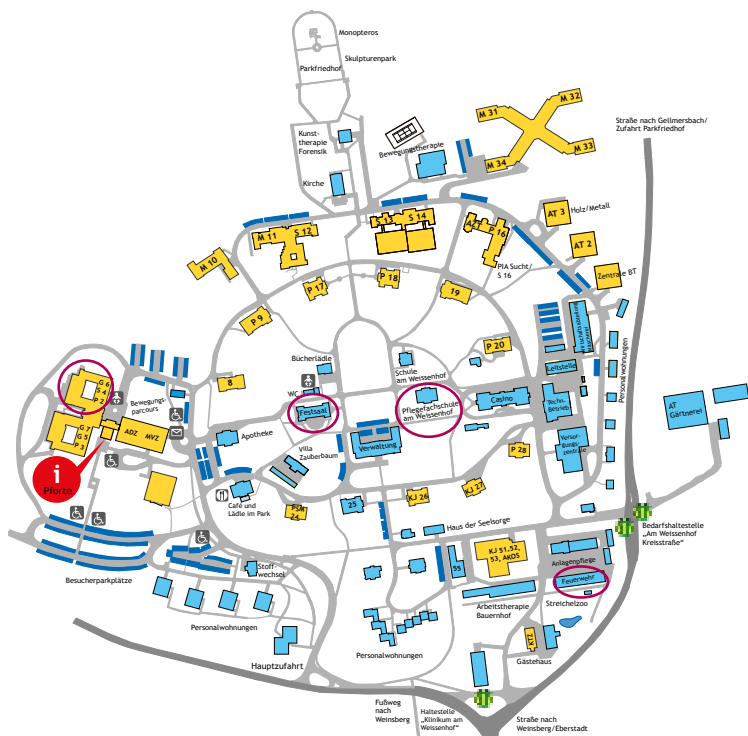 Monopteros
Skulpturenpark
Parkfriedhof
Kunst-
therapie
Forensik
Kirche
Bewegungstherapie
M 31
M 32
M 33
M 34
Straße nach Gellmersbach/
Zufahrt Parkfriedhof
M 10
M 11
S 12
S 13
S 14
P 16
PIA Sucht/
S 16
AT 3
Holz/Metall
AT 2
Zentrale BT
P 9
P 17
P 18
19
P 20
8
Bücherlädle
WC
Festsaal
Schule
am Weissenhof
Pflegefachschule
am Weissenhof
Casino
Leitstelle
Techn.
Betrieb
Versor-
gungs-
zentrale
Personalwohnungen
AT
Gärtnerei
G 6
S 4
P 2
G 7
G 5
P 3
Bewegungs-
parcours
ADZ
MVZ
i
Pforte
Apotheke
Villa
Zauberbaum
Verwaltung
P 28
Café und
Lädle im Park
PSM
24
25
KJ 26
KJ 27
Haus der Seelsorge
Bedarfshaltestelle
„Am Weissenhof
Kreisstraße“
KJ 51,52,
53, AKOS
55
Anlagenpflege
Feuerwehr
Streichelzoo
Arbeitstherapie
Bauernhof
Besucherparkplätze
Stoff-
wechsel
Personalwohnungen
Hauptzufahrt
Personalwohnungen
KTZ
Gästehaus
Fußweg
nach
Weinsberg
Haltestelle
„Klinikum am
Weissenhof“
Straße nach
Weinsberg/Eberstadt